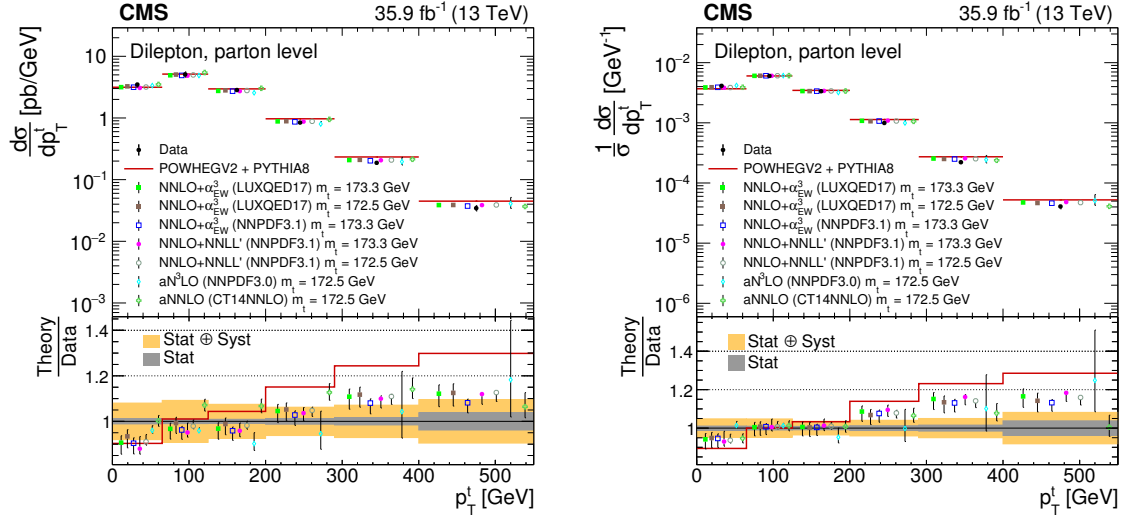 CMS 35.9 fb⁻¹ (13 TeV)
Dilepton, parton level
dσ/dp_T^t [pb/GeV]
10
1
10⁻¹
10⁻²
10⁻³
Data
POWHEGV2 + PYTHIA8
NNLO+α³_EW (LUXQED17) m_t = 173.3 GeV
NNLO+α³_EW (LUXQED17) m_t = 172.5 GeV
NNLO+α³_EW (NNPDF3.1) m_t = 173.3 GeV
NNLO+NNLL' (NNPDF3.1) m_t = 173.3 GeV
NNLO+NNLL' (NNPDF3.1) m_t = 172.5 GeV
aN³LO (NNPDF3.0) m_t = 172.5 GeV
aNNLO (CT14NNLO) m_t = 172.5 GeV
Theory/Data
1.4
1.2
1
Stat ⊕ Syst
Stat
0 100 200 300 400 500
p_T^t [GeV]
CMS 35.9 fb⁻¹ (13 TeV)
Dilepton, parton level
1/σ dσ/dp_T^t [GeV⁻¹]
10⁻¹
10⁻²
10⁻³
10⁻⁴
10⁻⁵
10⁻⁶
Data
POWHEGV2 + PYTHIA8
NNLO+α³_EW (LUXQED17) m_t = 173.3 GeV
NNLO+α³_EW (LUXQED17) m_t = 172.5 GeV
NNLO+α³_EW (NNPDF3.1) m_t = 173.3 GeV
NNLO+NNLL' (NNPDF3.1) m_t = 173.3 GeV
NNLO+NNLL' (NNPDF3.1) m_t = 172.5 GeV
aN³LO (NNPDF3.0) m_t = 172.5 GeV
aNNLO (CT14NNLO) m_t = 172.5 GeV
Theory/Data
1.4
1.2
1
Stat ⊕ Syst
Stat
0 100 200 300 400 500
p_T^t [GeV]